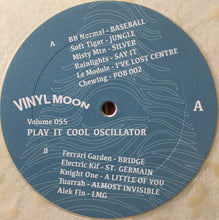 A
BB Normal - BASEBALL
Soft Tiger - JUNGLE
Misty Mtn - SILVER
Rainlights - SAY IT
Le Module - I'VE LOST CENTRE
Chewing - POB 002
VINYL MOON
A
Volume 055
PLAY IT COOL OSCILLATOR
B
Ferrari Garden - BRIDGE
Electric Kif - ST. GERMAIN
Knight One - A LITTLE OF YOU
Tuarrah - ALMOST INVISIBLE
Alek Fin - LMG